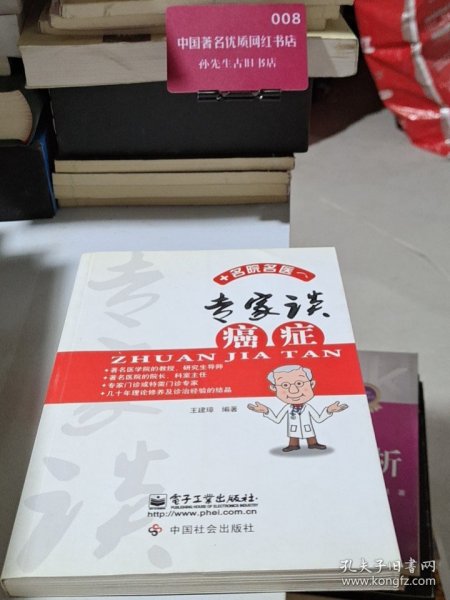 008
中国著名优质网红书店
孙先生古旧书店
名院名医
专家谈
专家谈
癌症
ZHUAN JIA TAN
•著名医学院的教授 研究生导师
•著名医院的院长、科室主任
•专家门诊或特需门诊专家
•几十年理论修养及诊治经验的结晶
王建璋 编著
电子工业出版社
PUBLISHING HOUSE OF ELECTRONICS INDUSTRY
http://www.phei.com.cn
中国社会出版社
析
孔夫子旧书网
www.kongfz.com